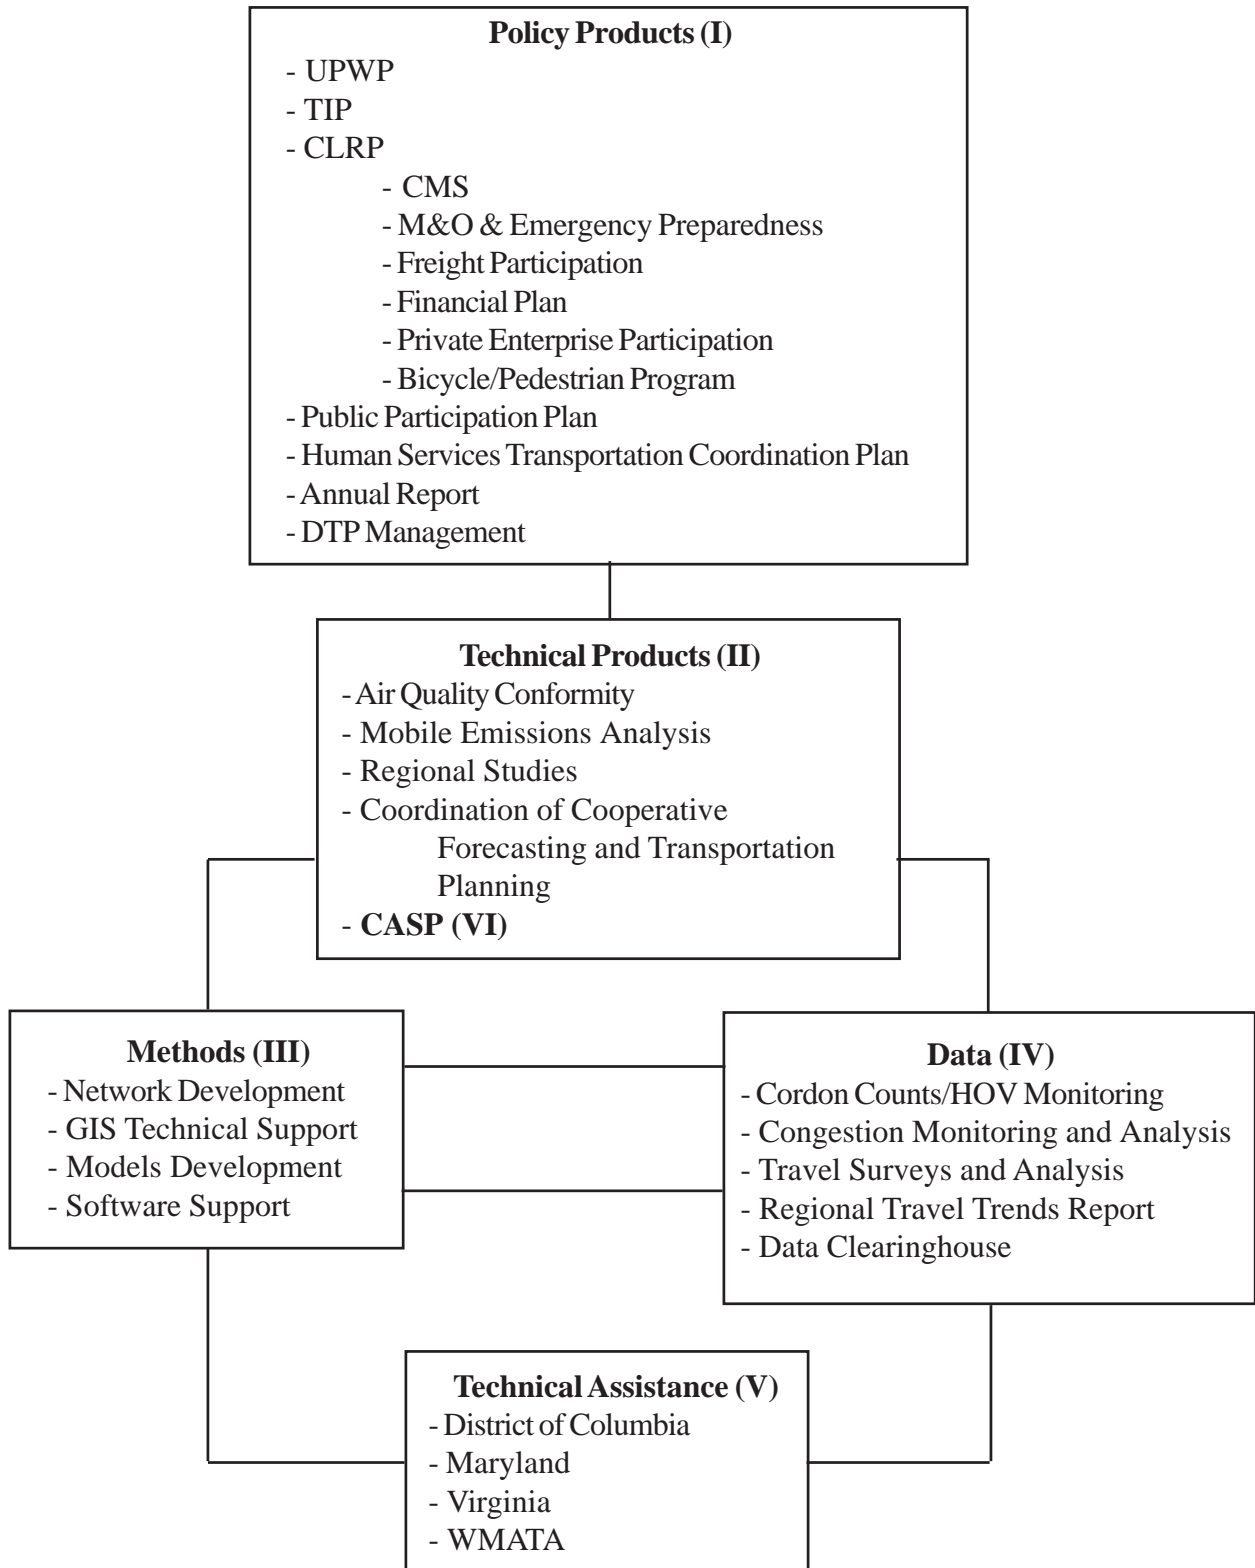 Policy Products (I)
- UPWP
- TIP
- CLRP
- CMS
- M&O & Emergency Preparedness
- Freight Participation
- Financial Plan
- Private Enterprise Participation
- Bicycle/Pedestrian Program
- Public Participation Plan
- Human Services Transportation Coordination Plan
- Annual Report
- DTP Management
Technical Products (II)
- Air Quality Conformity
- Mobile Emissions Analysis
- Regional Studies
- Coordination of Cooperative
Forecasting and Transportation
Planning
- CASP (VI)
Methods (III)
- Network Development
- GIS Technical Support
- Models Development
- Software Support
Data (IV)
- Cordon Counts/HOV Monitoring
- Congestion Monitoring and Analysis
- Travel Surveys and Analysis
- Regional Travel Trends Report
- Data Clearinghouse
Technical Assistance (V)
- District of Columbia
- Maryland
- Virginia
- WMATA